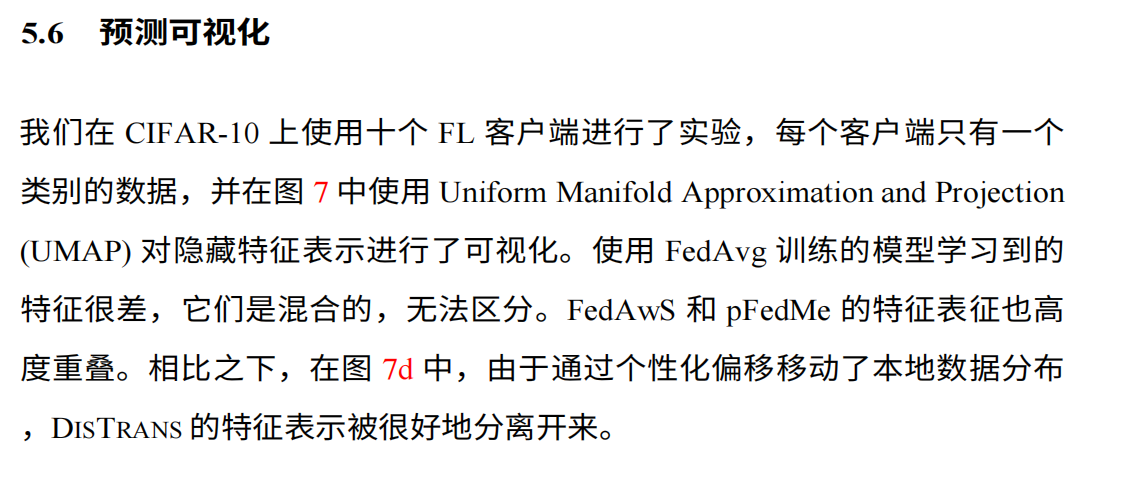 5.6 预测可视化
我们在 CIFAR-10 上使用十个 FL 客户端进行了实验，每个客户端只有一个
类别的数据，并在图 7 中使用 Uniform Manifold Approximation and Projection
(UMAP) 对隐藏特征表示进行了可视化。使用 FedAvg 训练的模型学习到的
特征很差，它们是混合的，无法区分。FedAwS 和 pFedMe 的特征表征也高
度重叠。相比之下，在图 7d 中，由于通过个性化偏移移动了本地数据分布
，DISTRANS 的特征表示被很好地分离开来。